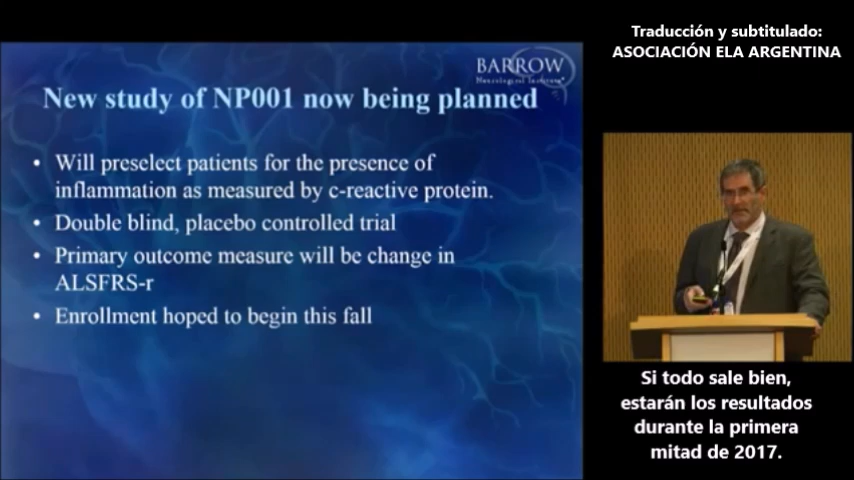 BARROW
Neurological Institute
New study of NP001 now being planned
• Will preselect patients for the presence of
inflammation as measured by c-reactive protein.
• Double blind, placebo controlled trial
• Primary outcome measure will be change in
ALSFRS-r
• Enrollment hoped to begin this fall
Traducción y subtitulado:
ASOCIACIÓN ELA ARGENTINA
Si todo sale bien,
estarán los resultados
durante la primera
mitad de 2017.